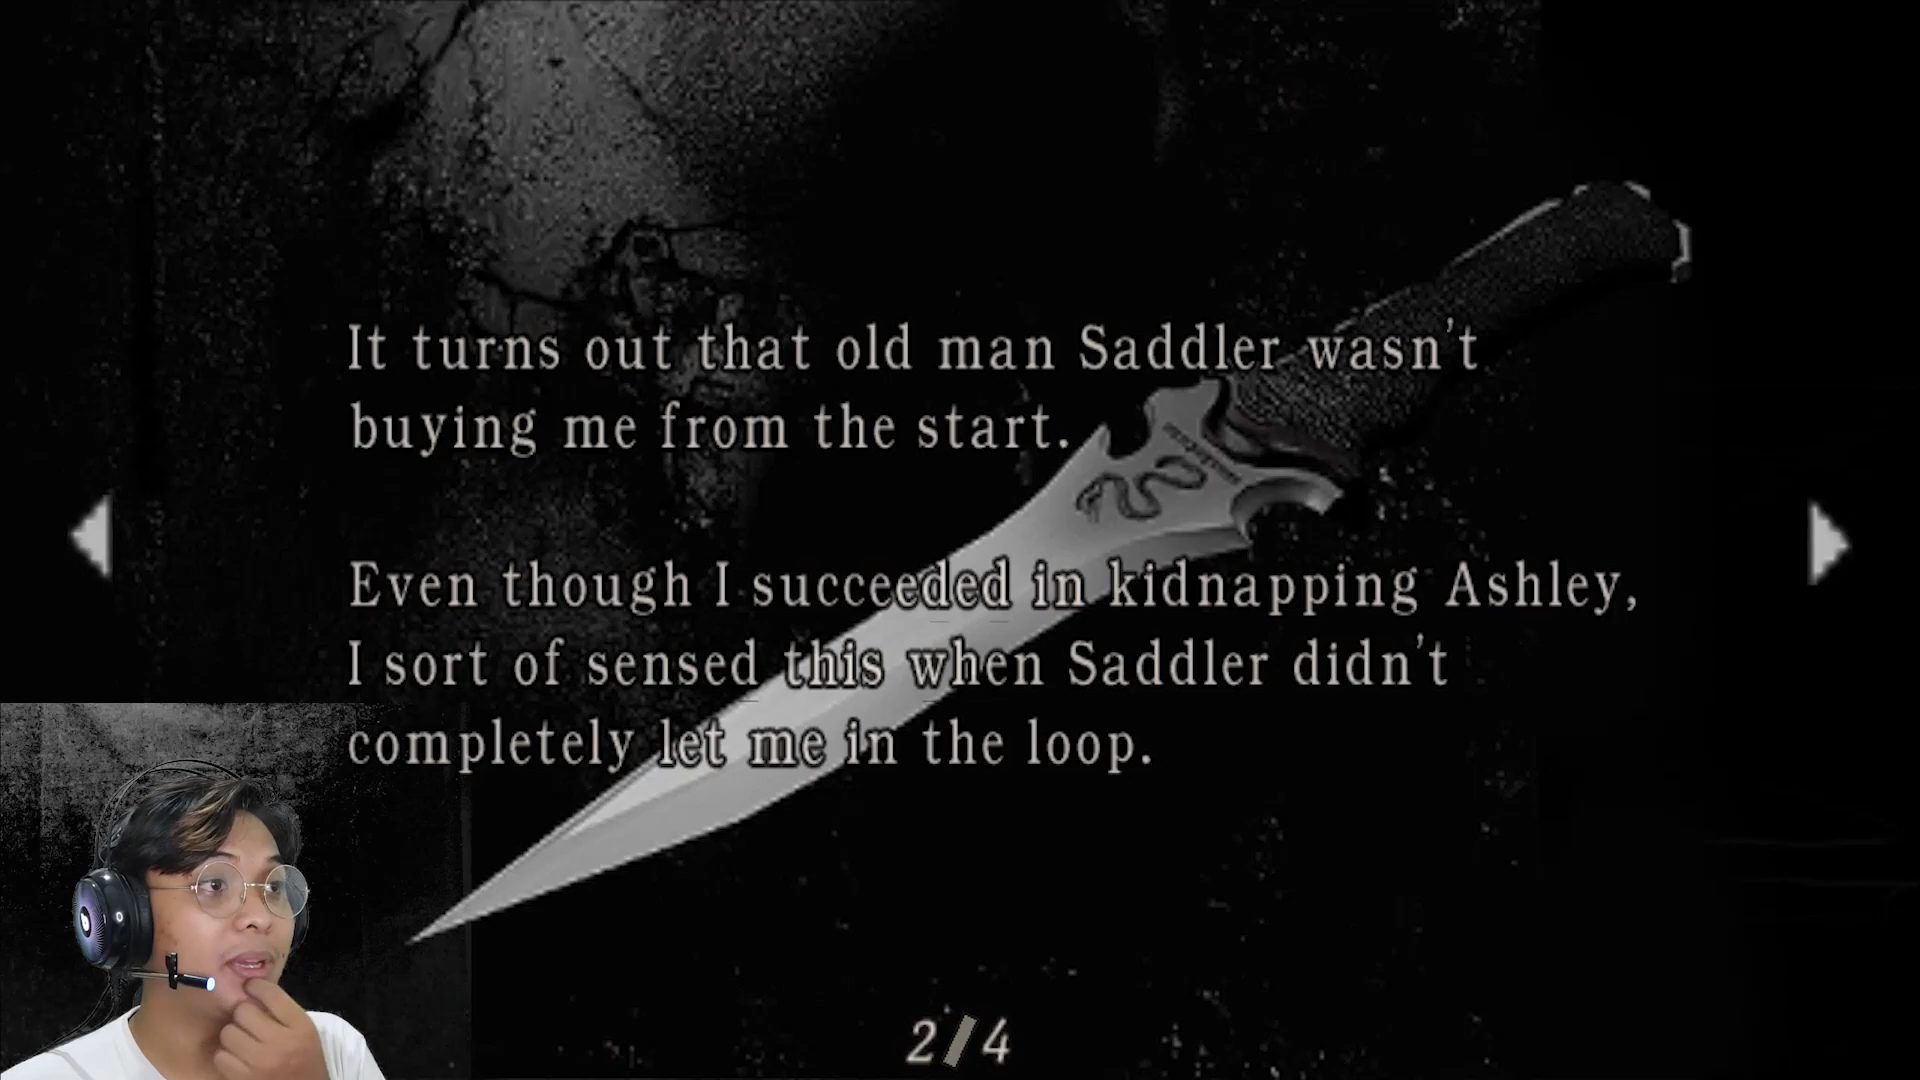 It turns out that old man Saddler wasn't
buying me from the start.
Even though I succeeded in kidnapping Ashley,
I sort of sensed this when Saddler didn't
completely let me in the loop.
2/4